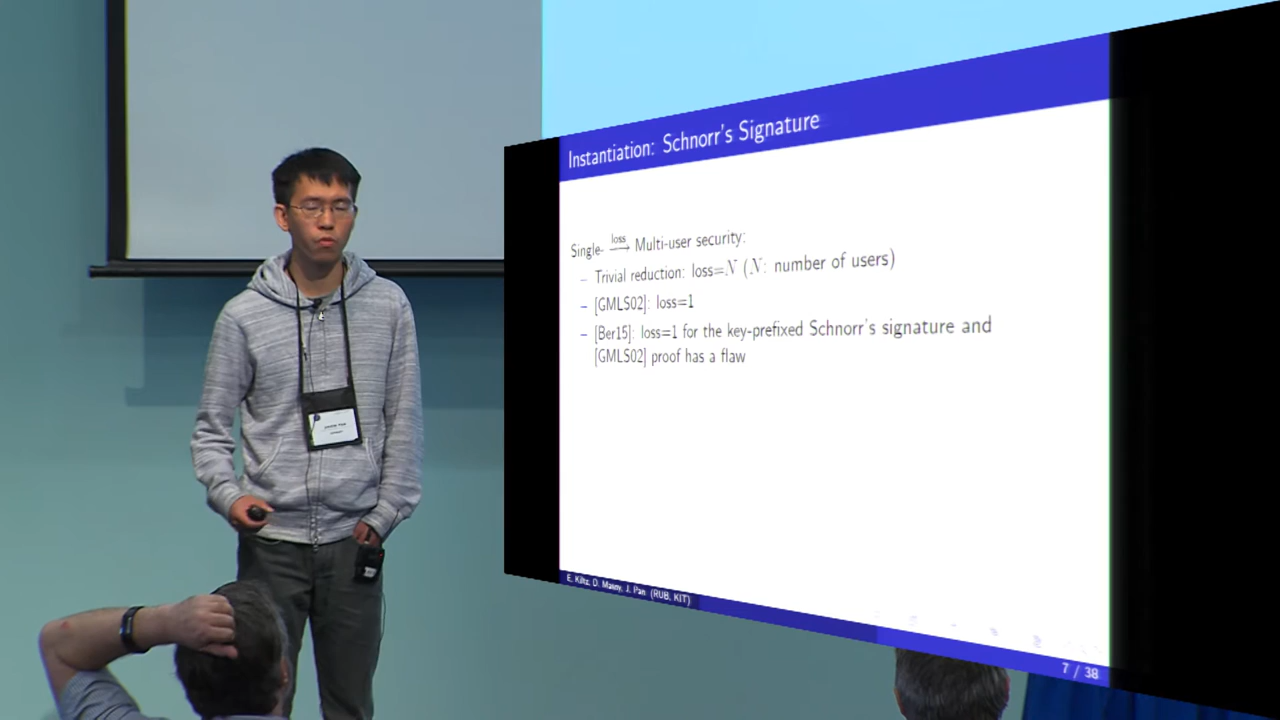 Instantiation: Schnorr's Signature
Single- loss⟶ Multi-user security:
– Trivial reduction: loss=N (N: number of users)
– [GMLS02]: loss=1
– [Ber15]: loss=1 for the key-prefixed Schnorr's signature and
[GMLS02] proof has a flaw
E. Kiltz, D. Masny, J. Pan (RUB, KIT)
7 / 38